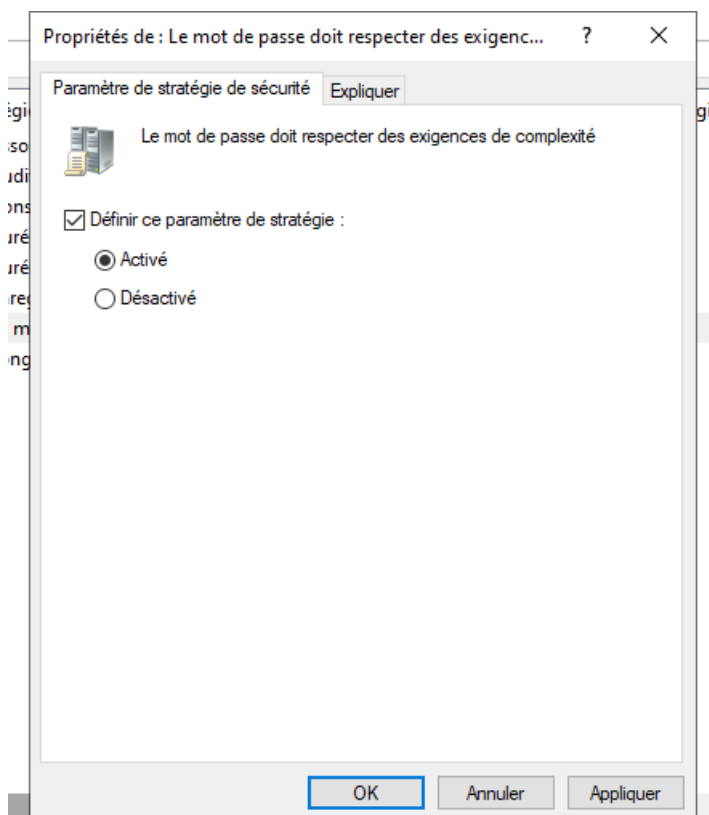 Propriétés de : Le mot de passe doit respecter des exigenc... ?
Paramètre de stratégie de sécurité Expliquer
Le mot de passe doit respecter des exigences de complexité
Définir ce paramètre de stratégie :
Activé
Désactivé
OK Annuler Appliquer